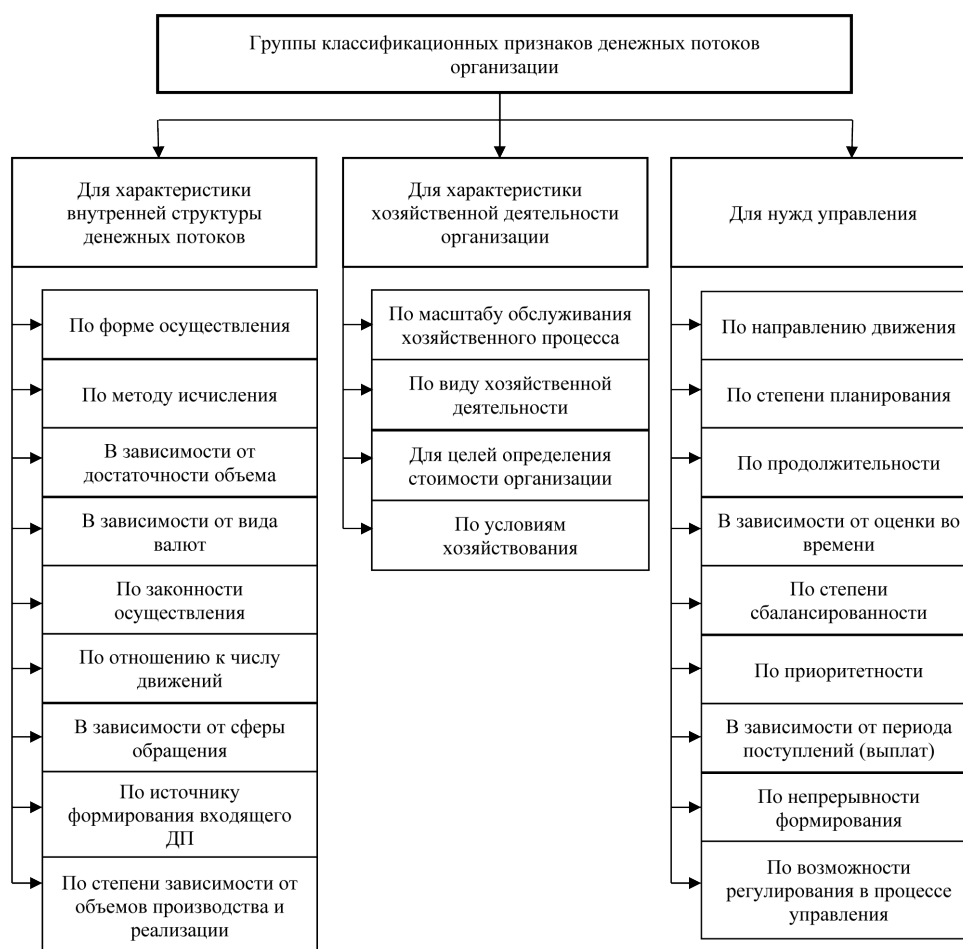 Группы классификационных признаков денежных потоков
организации
Для характеристики
внутренней структуры
денежных потоков
По форме осуществления
По методу исчисления
В зависимости от
достаточности объема
В зависимости от вида
валют
По законности
осуществления
По отношению к числу
движений
В зависимости от сферы
обращения
По источнику
формирования входящего
ДП
По степени зависимости от
объемов производства и
реализации
Для характеристики
хозяйственной деятельности
организации
По масштабу обслуживания
хозяйственного процесса
По виду хозяйственной
деятельности
Для целей определения
стоимости организации
По условиям
хозяйствования
Для нужд управления
По направлению движения
По степени планирования
По продолжительности
В зависимости от оценки во
времени
По степени
сбалансированности
По приоритетности
В зависимости от периода
поступлений (выплат)
По непрерывности
формирования
По возможности
регулирования в процессе
управления